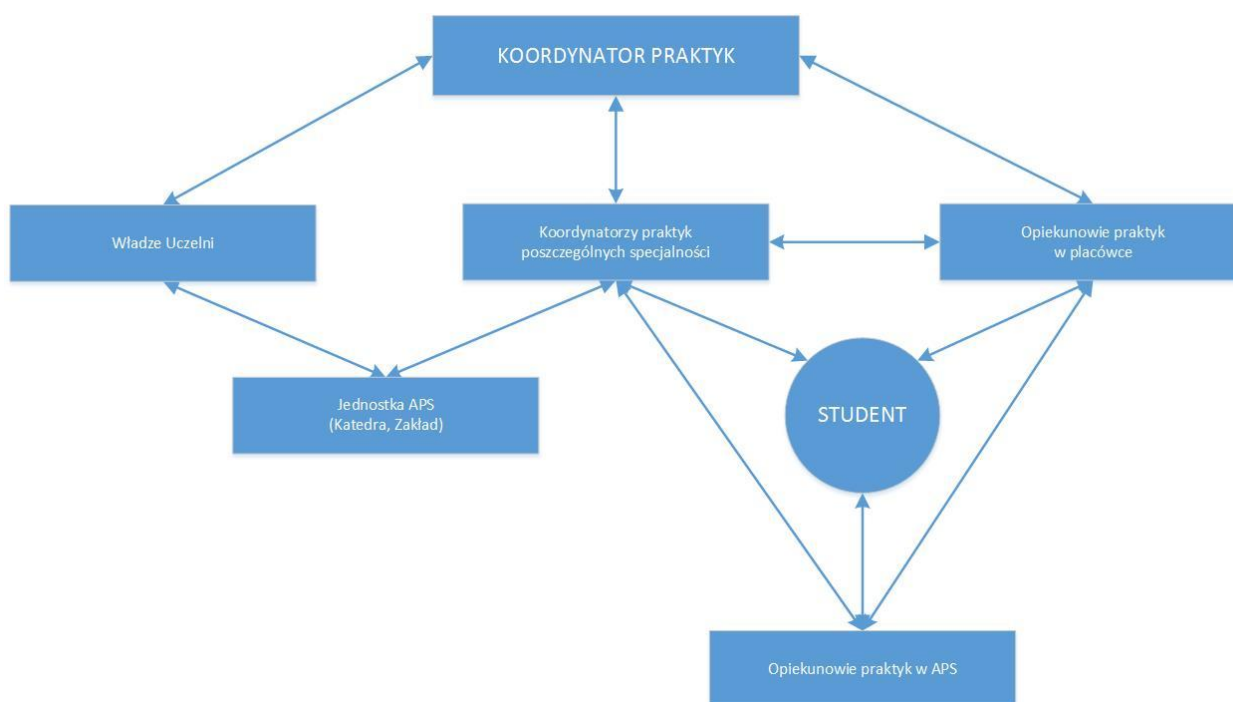 KOORDYNATOR PRAKTYK
Władze Uczelni
Koordynatorzy praktyk
poszczególnych specjalności
Opiekunowie praktyk
w placówce
Jednostka APS
(Katedra, Zakład)
STUDENT
Opiekunowie praktyk w APS